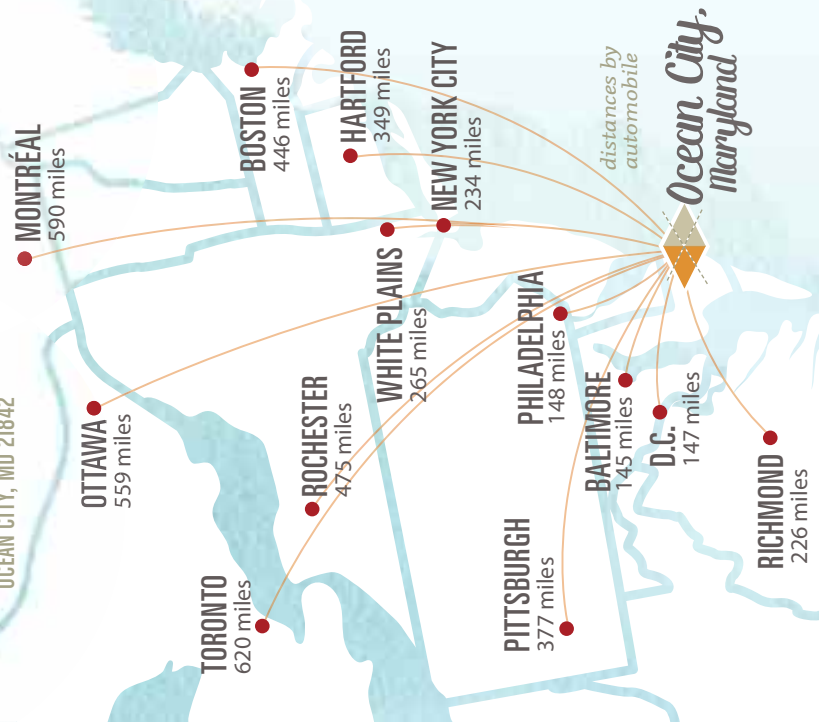 OCEAN CITY, MD 21842
MONTRÉAL
590 miles
OTTAWA
559 miles
TORONTO
620 miles
BOSTON
446 miles
ROCHESTER
475 miles
HARTFORD
349 miles
WHITE PLAINS
265 miles
NEW YORK CITY
234 miles
PITTSBURGH
377 miles
PHILADELPHIA
148 miles
BALTIMORE
145 miles
D.C.
147 miles
distances by
automobile
Ocean City,
Maryland
RICHMOND
226 miles